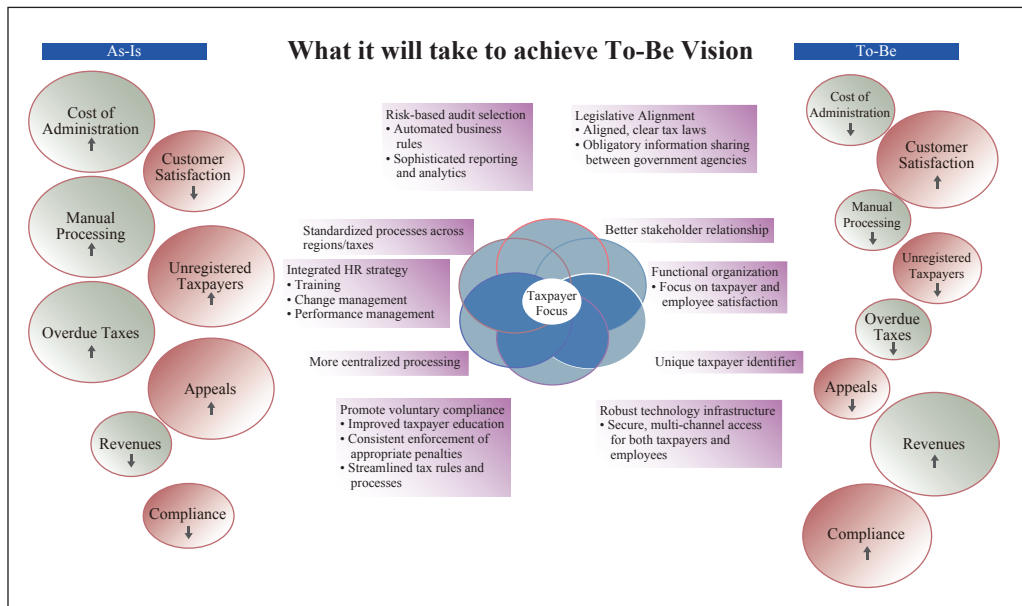 As-Is
What it will take to achieve To-Be Vision
To-Be
Cost of
Administration
Customer
Satisfaction
Manual
Processing
Unregistered
Taxpayers
Overdue Taxes
Appeals
Revenues
Compliance
Risk-based audit selection
• Automated business
rules
• Sophisticated reporting
and analytics
Legislative Alignment
• Aligned, clear tax laws
• Obligatory information sharing
between government agencies
Standardized processes across
regions/taxes
Better stakeholder relationship
Integrated HR strategy
• Training
• Change management
• Performance management
Taxpayer
Focus
Functional organization
• Focus on taxpayer and
employee satisfaction
More centralized processing
Unique taxpayer identifier
Promote voluntary compliance
• Improved taxpayer education
• Consistent enforcement of
appropriate penalties
• Streamlined tax rules and
processes
Robust technology infrastructure
• Secure, multi-channel access
for both taxpayers and
employees
Cost of
Administration
Customer
Satisfaction
Manual
Processing
Unregistered
Taxpayers
Overdue
Taxes
Appeals
Revenues
Compliance